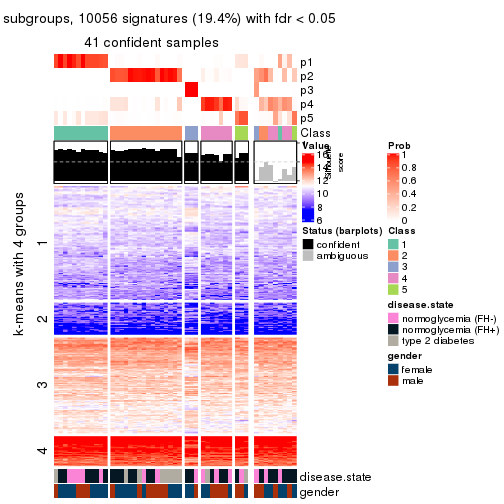 subgroups, 10056 signatures (19.4%) with fdr < 0.05
41 confident samples
p1
p2
p3
p4
p5
Class
silhouette
score
k-means with 4 groups
1
2
3
4
disease.state
gender
Value
16
14
12
10
8
6
Status (barplots)
confident
ambiguous
Prob
1
0.8
0.6
0.4
0.2
0
Class
1
2
3
4
5
disease.state
normoglycemia (FH-)
normoglycemia (FH+)
type 2 diabetes
gender
female
male